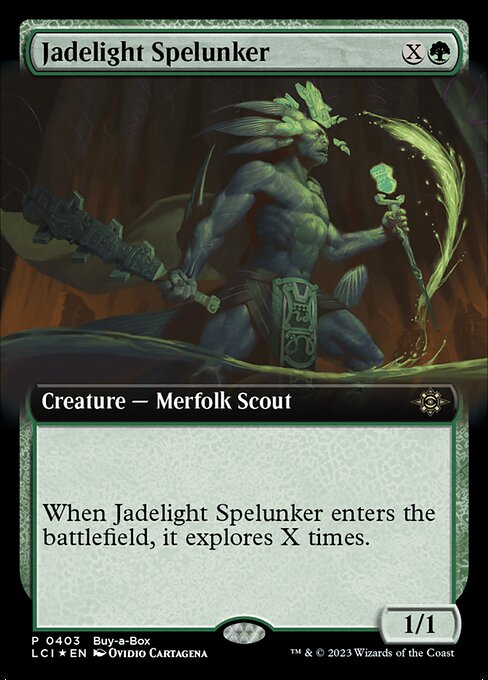 Jadelight Spelunker X
Creature — Merfolk Scout
When Jadelight Spelunker enters the
battlefield, it explores X times.
1/1
P 0403 Buy-a-Box
LCI ★ EN Ovidio Cartagena
™ & © 2023 Wizards of the Coast